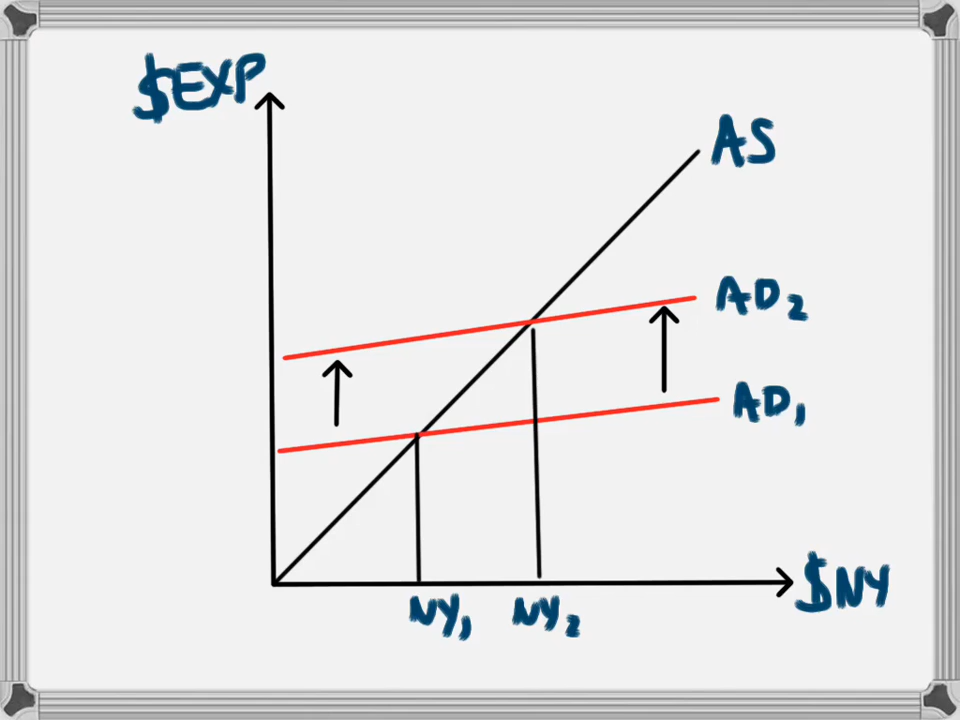 $EXP
AS
AD₂
AD₁
$NY
NY₁ NY₂